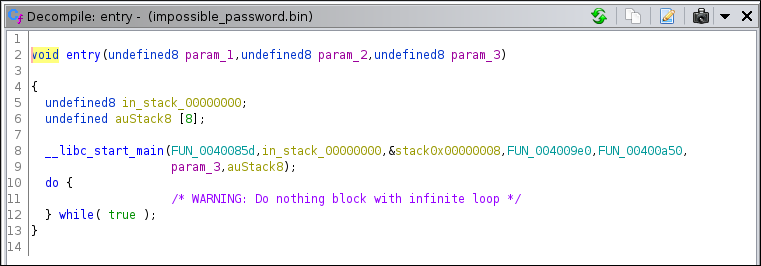 Decompile: entry - (impossible_password.bin)
1
2 void entry(undefined8 param_1,undefined8 param_2,undefined8 param_3)
3
4 {
5   undefined8 in_stack_00000000;
6   undefined auStack8 [8];
7
8   __libc_start_main(FUN_0040085d,in_stack_00000000,&stack0x00000008,FUN_004009e0,FUN_00400a50,
9                     param_3,auStack8);
10   do {
11                     /* WARNING: Do nothing block with infinite loop */
12   } while( true );
13 }
14